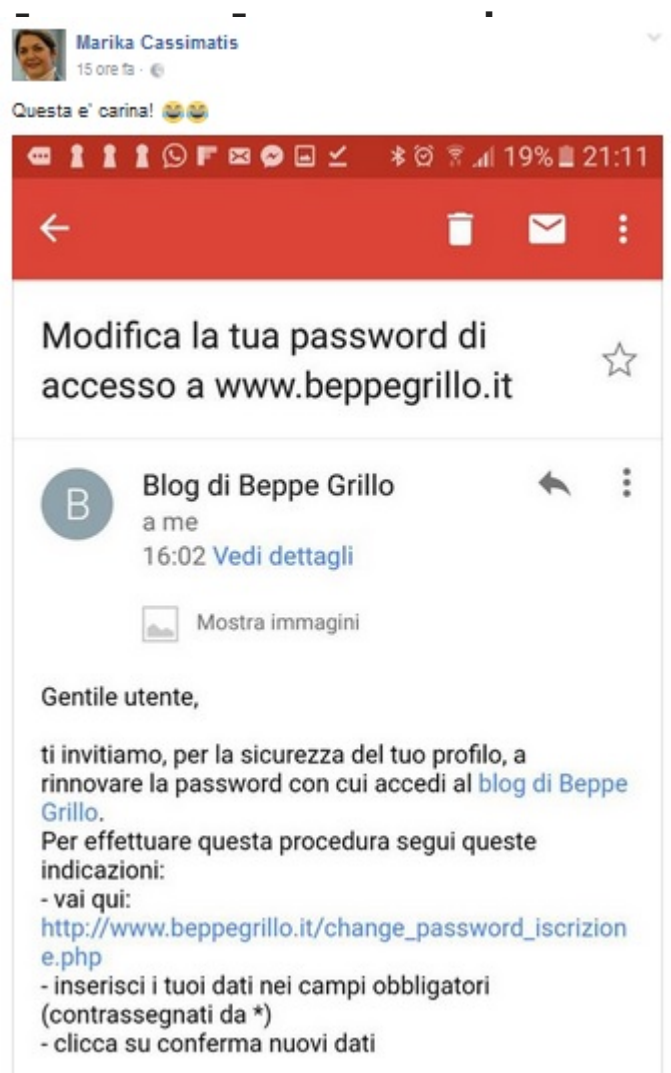 Marika Cassimatis
15 ore fa ·
Questa e' carina! 😂😂
19% 21:11
Modifica la tua password di
accesso a www.beppegrillo.it
B
Blog di Beppe Grillo
a me
16:02 Vedi dettagli
Mostra immagini
Gentile utente,
ti invitiamo, per la sicurezza del tuo profilo, a
rinnovare la password con cui accedi al blog di Beppe
Grillo.
Per effettuare questa procedura segui queste
indicazioni:
- vai qui:
http://www.beppegrillo.it/change_password_iscrizion
e.php
- inserisci i tuoi dati nei campi obbligatori
(contrassegnati da *)
- clicca su conferma nuovi dati